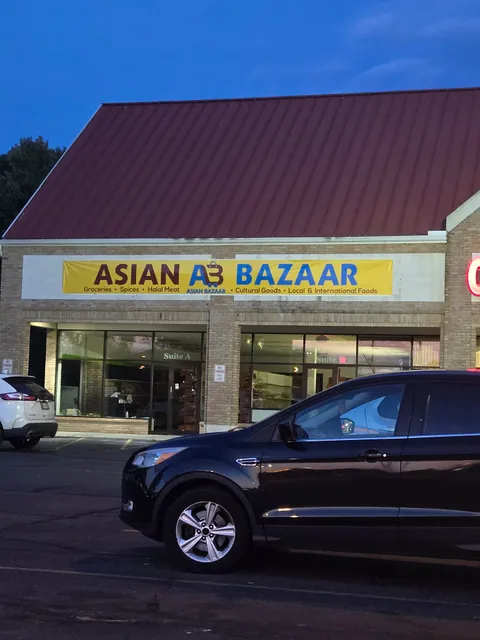 ASIAN AB BAZAAR
ASIAN BAZAAR
Groceries • Spices • Halal Meat • Cultural Goods • Local & International Foods
Suite A